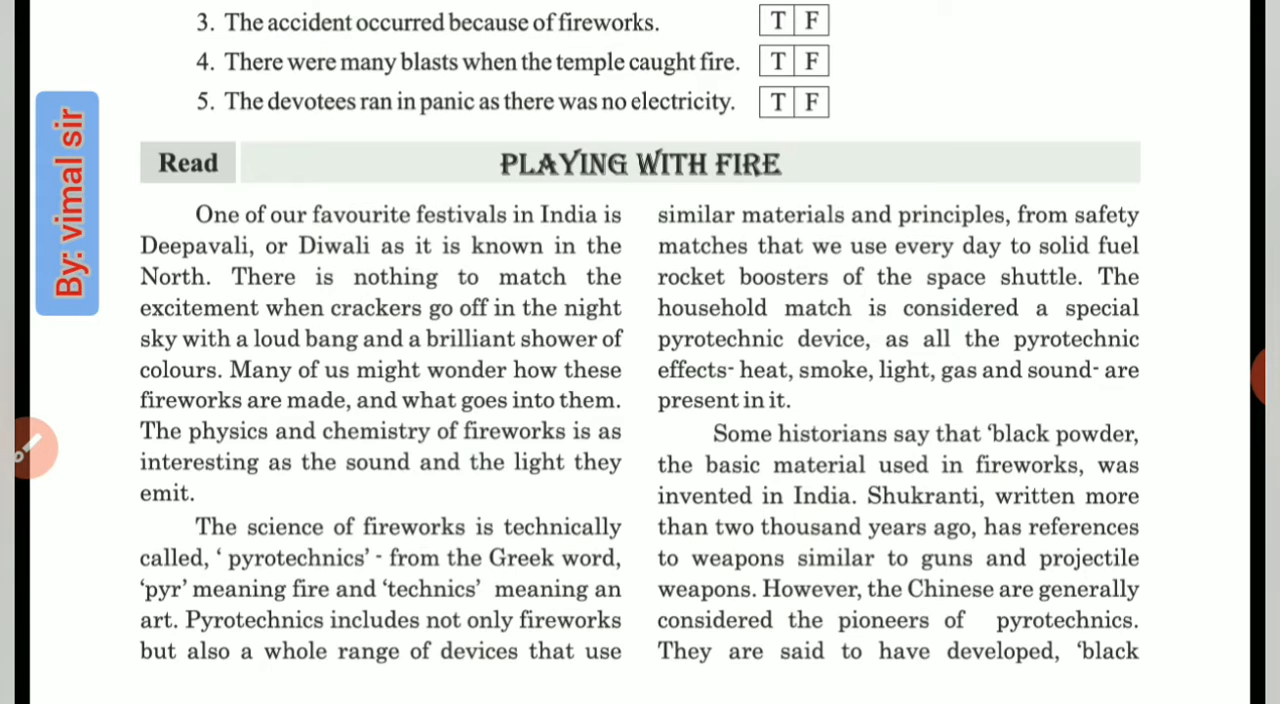 3. The accident occurred because of fireworks. T F
4. There were many blasts when the temple caught fire. T F
5. The devotees ran in panic as there was no electricity. T F
By: vimal sir
Read PLAYING WITH FIRE
One of our favourite festivals in India is
Deepavali, or Diwali as it is known in the
North. There is nothing to match the
excitement when crackers go off in the night
sky with a loud bang and a brilliant shower of
colours. Many of us might wonder how these
fireworks are made, and what goes into them.
The physics and chemistry of fireworks is as
interesting as the sound and the light they
emit.
The science of fireworks is technically
called, ‘ pyrotechnics’ - from the Greek word,
‘pyr’ meaning fire and ‘technics’ meaning an
art. Pyrotechnics includes not only fireworks
but also a whole range of devices that use
similar materials and principles, from safety
matches that we use every day to solid fuel
rocket boosters of the space shuttle. The
household match is considered a special
pyrotechnic device, as all the pyrotechnic
effects- heat, smoke, light, gas and sound- are
present in it.
Some historians say that ‘black powder,
the basic material used in fireworks, was
invented in India. Shukranti, written more
than two thousand years ago, has references
to weapons similar to guns and projectile
weapons. However, the Chinese are generally
considered the pioneers of pyrotechnics.
They are said to have developed, ‘black